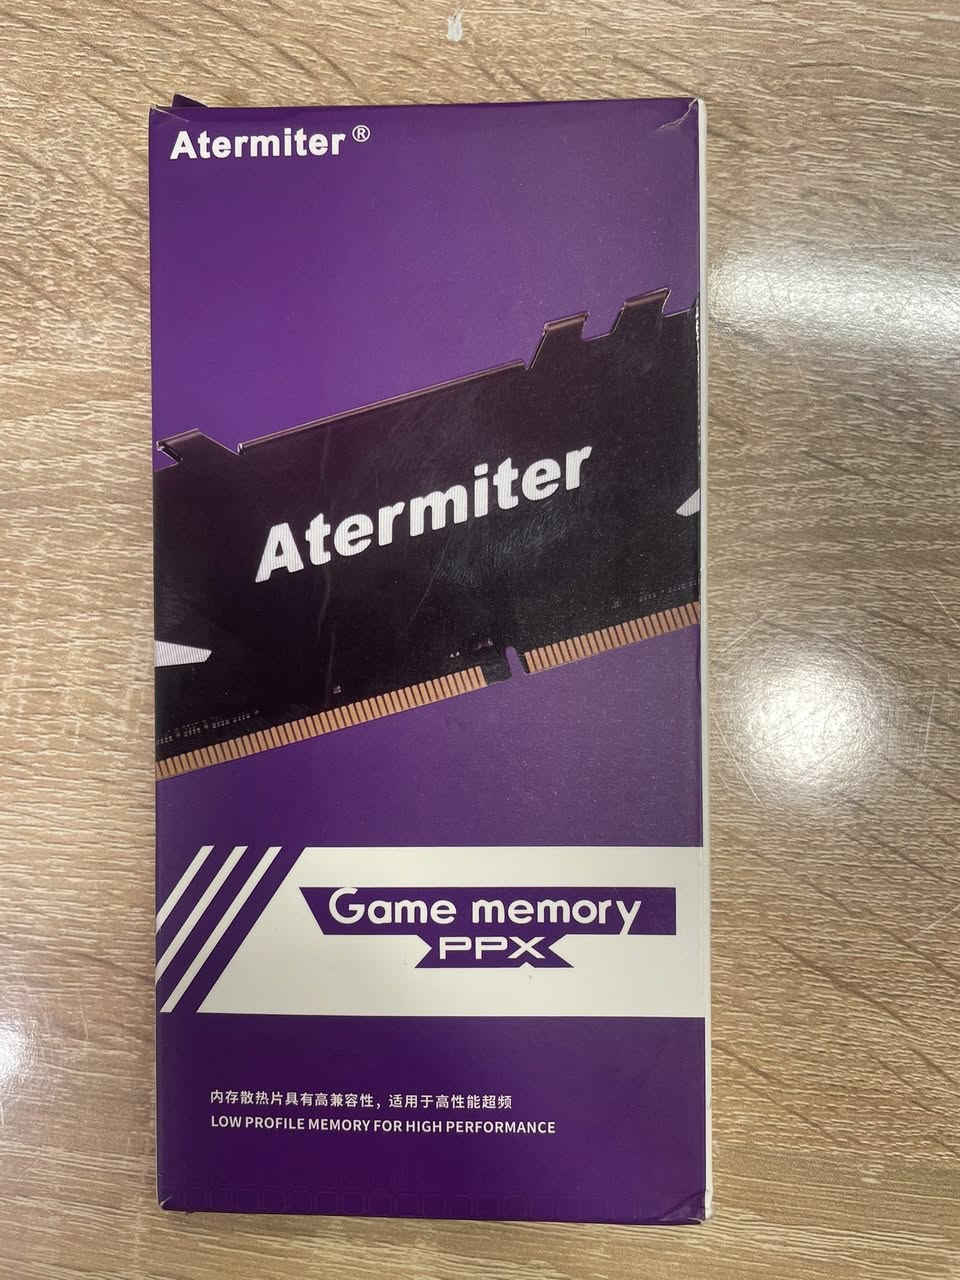 Atermiter®
Atermiter
Game memory
PPX
内存散热片具有高兼容性，适用于高性能超频
LOW PROFILE MEMORY FOR HIGH PERFORMANCE